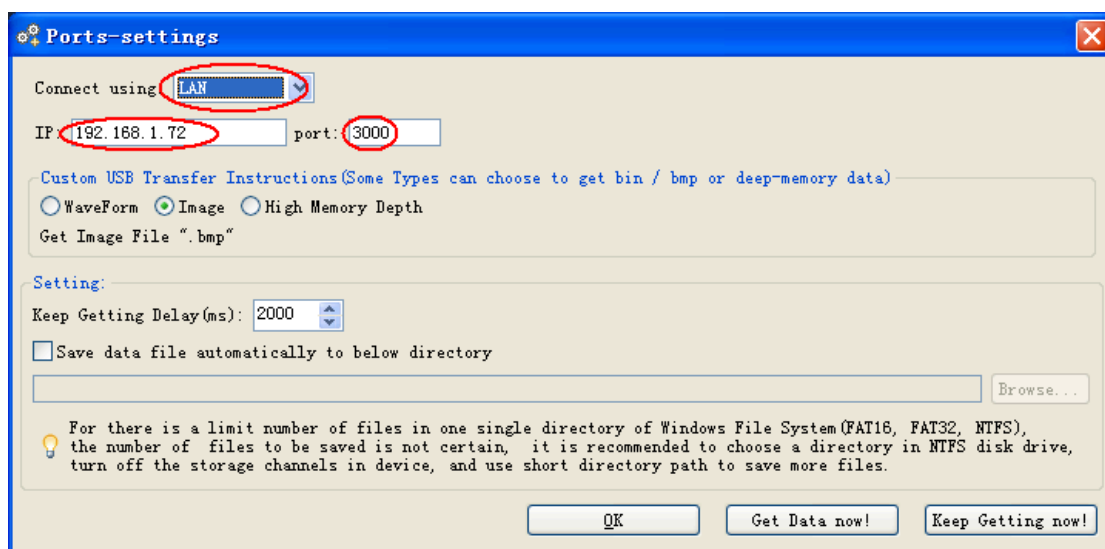 Ports-settings
Connect using: LAN
IP: 192.168.1.72 port: 3000
Custom USB Transfer Instructions(Some Types can choose to get bin / bmp or deep-memory data)
WaveForm Image High Memory Depth
Get Image File ".bmp"
Setting:
Keep Getting Delay(ms): 2000
Save data file automatically to below directory
Browse...
For there is a limit number of files in one single directory of Windows File System(FAT16, FAT32, NTFS),
the number of files to be saved is not certain, it is recommended to choose a directory in NTFS disk drive,
turn off the storage channels in device, and use short directory path to save more files.
OK Get Data now! Keep Getting now!